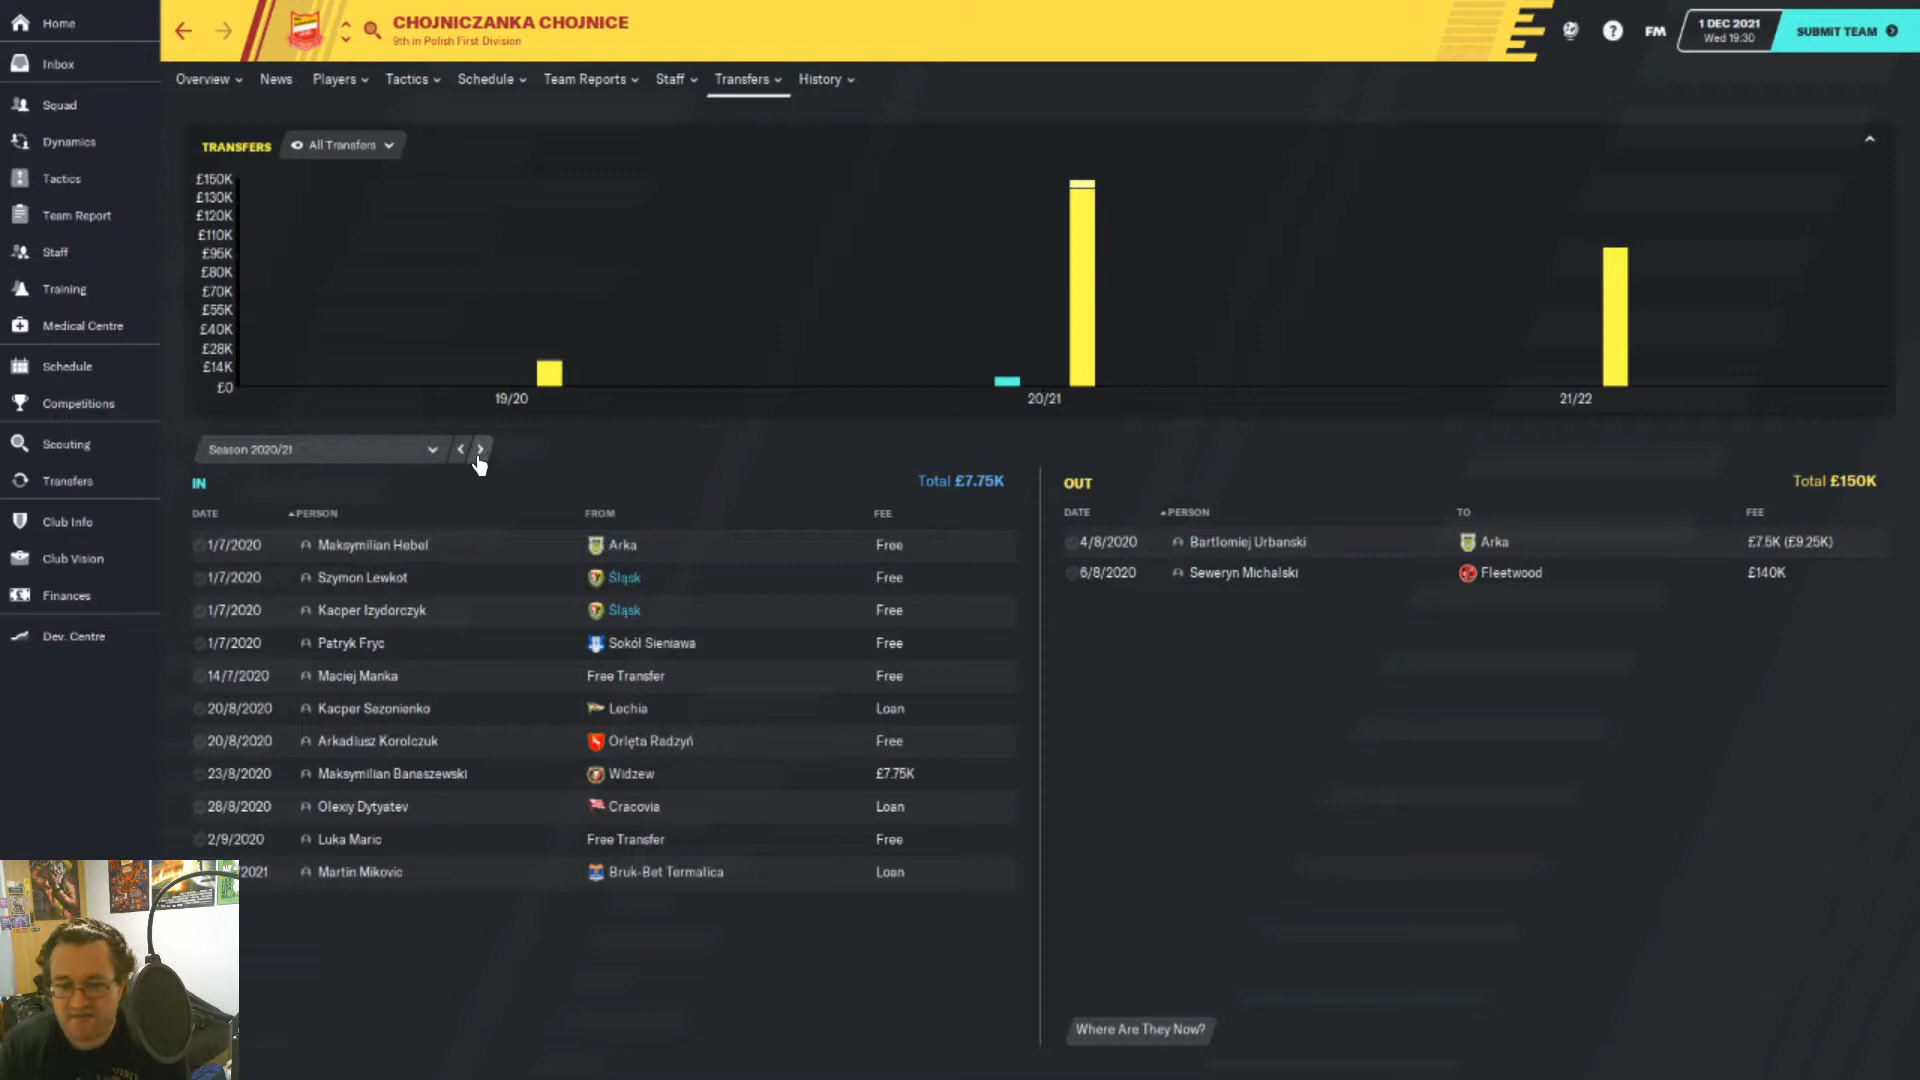 Home
CHOJNICZANKA CHOJNICE
9th in Polish First Division
FM
1 DEC 2021
Wed 19:30
SUBMIT TEAM
Inbox
Overview News Players Tactics Schedule Team Reports Staff Transfers History
Squad
Dynamics
Tactics
Team Report
Staff
Training
Medical Centre
Schedule
Competitions
Scouting
Transfers
Club Info
Club Vision
Finances
Dev. Centre
TRANSFERS All Transfers
£150K
£130K
£120K
£110K
£95K
£80K
£70K
£55K
£40K
£28K
£14K
£0
19/20 20/21 21/22
Season 2020/21
IN Total £7.75K
DATE PERSON FROM FEE
1/7/2020 Maksymilian Hebel Arka Free
1/7/2020 Szymon Lewkot Śląsk Free
1/7/2020 Kacper Izydorczyk Śląsk Free
1/7/2020 Patryk Fryc Sokół Sieniawa Free
14/7/2020 Maciej Manka Free Transfer Free
20/8/2020 Kacper Sezonienko Lechia Loan
20/8/2020 Arkadiusz Korolczuk Orlęta Radzyń Free
23/8/2020 Maksymilian Banaszewski Widzew £7.75K
28/8/2020 Olexiy Dytyatev Cracovia Loan
2/9/2020 Luka Maric Free Transfer Free
2021 Martin Mikovic Bruk-Bet Termalica Loan
OUT Total £150K
DATE PERSON TO FEE
4/8/2020 Bartlomiej Urbanski Arka £7.5K (£9.25K)
6/8/2020 Seweryn Michalski Fleetwood £140K
Where Are They Now?